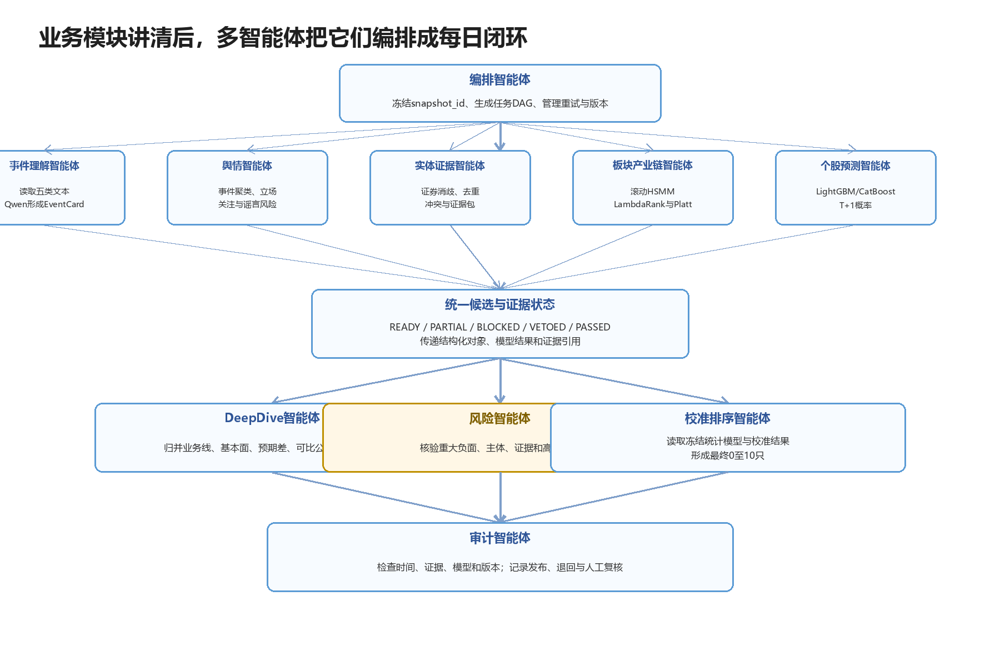 业务模块讲清后，多智能体把它们编排成每日闭环
编排智能体
冻结snapshot_id、生成任务DAG、管理重试与版本
事件理解智能体
读取五类文本
Qwen形成EventCard
舆情智能体
事件聚类、立场
关注与谣言风险
实体证据智能体
证券消歧、去重
冲突与证据包
板块产业链智能体
滚动HSMM
LambdaRank与Platt
个股预测智能体
LightGBM/CatBoost
T+1概率
统一候选与证据状态
READY / PARTIAL / BLOCKED / VETOED / PASSED
传递结构化对象、模型结果和证据引用
DeepDive智能体
归并业务线、基本面、预期差、可比公
风险智能体
核验重大负面、主体、证据和高
校准排序智能体
读取冻结统计模型与校准结果
形成最终0至10只
审计智能体
检查时间、证据、模型和版本；记录发布、退回与人工复核